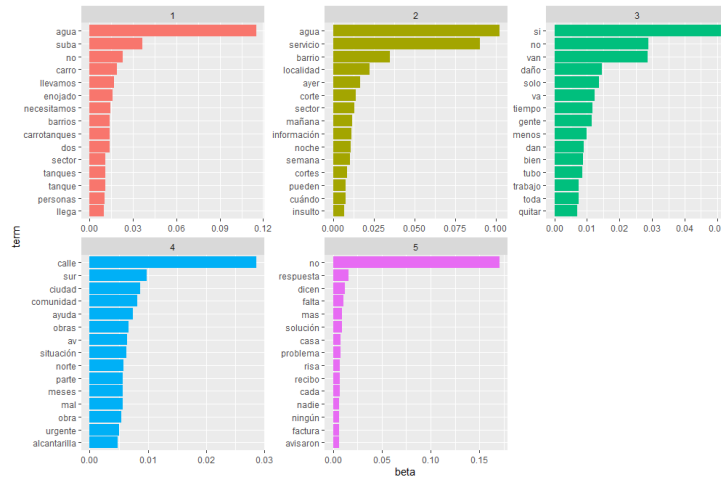 1
agua
suba
no
carro
llevamos
enojado
necesitamos
barrios
carrotanques
dos
sector
tanques
tanque
personas
llega
0.00 0.03 0.06 0.09 0.12
2
agua
servicio
barrio
localidad
ayer
corte
sector
mañana
información
noche
semana
cortes
pueden
cuándo
insulto
0.000 0.025 0.050 0.075 0.100
3
si
no
van
daño
solo
va
tiempo
gente
menos
dan
bien
tubo
trabajo
toda
quitar
0.00 0.01 0.02 0.03 0.04
term
4
calle
sur
ciudad
comunidad
ayuda
obras
av
situación
norte
parte
meses
mal
obra
urgente
alcantarilla
0.00 0.01 0.02 0.03
5
no
respuesta
dicen
falta
mas
solución
casa
problema
risa
recibo
cada
nadie
ningún
factura
avisaron
0.00 0.05 0.10 0.15
beta